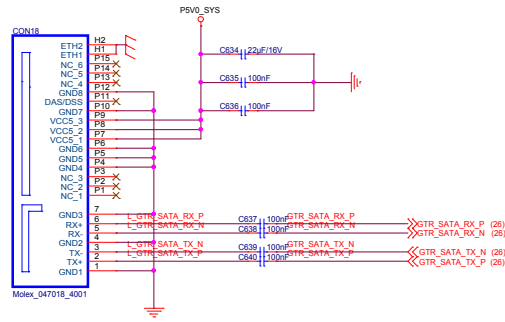 P5V0_SYS
CON18
ETH2 H2
ETH1 H1
NC_6 P15
NC_5 P14
NC_4 P13
GND8 P12
DAS/DSS P11
GND7 P10
VCC5_3 P9
VCC5_2 P8
VCC5_1 P7
GND6 P6
GND5 P5
GND4 P4
NC_3 P3
NC_2 P2
NC_1 P1
C634 22µF/16V
C635 100nF
C636 100nF
GND3 7
RX+ 6 L_GTR_SATA_RX_P C637 100nF GTR_SATA_RX_P GTR_SATA_RX_P (26)
RX- 5 L_GTR_SATA_RX_N C638 100nF GTR_SATA_RX_N GTR_SATA_RX_N (26)
GND2 4
TX- 3 L_GTR_SATA_TX_N C639 100nF GTR_SATA_TX_N GTR_SATA_TX_N (26)
TX+ 2 L_GTR_SATA_TX_P C640 100nF GTR_SATA_TX_P GTR_SATA_TX_P (26)
GND1 1
Molex_047018_4001